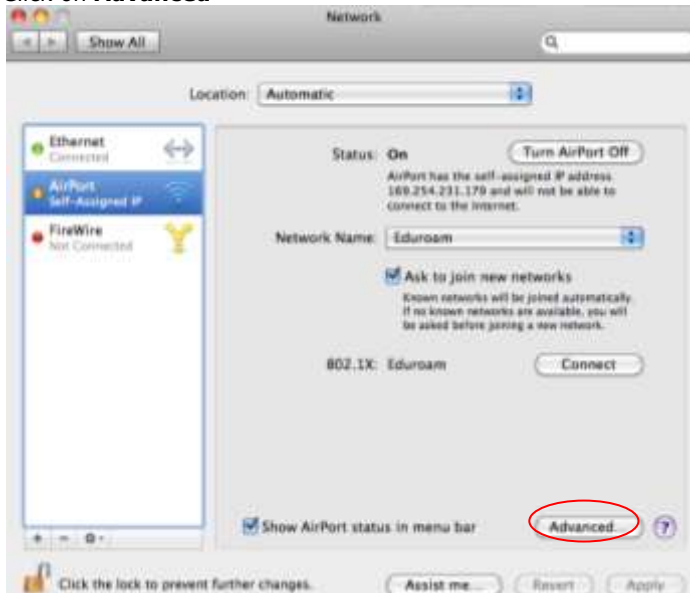 Click on Advanced
Network
Show All
Location: Automatic
Ethernet
Connected
AirPort
Self-Assigned IP
FireWire
Not Connected
Status: On
Turn AirPort Off
AirPort has the self-assigned IP address
169.254.231.179 and will not be able to
connect to the Internet.
Network Name: Eduroam
Ask to join new networks
Known networks will be joined automatically.
If no known networks are available, you will
be asked before joining a new network.
802.1X: Eduroam
Connect
Show AirPort status in menu bar
Advanced...
?
Click the lock to prevent further changes.
Assist me...
Revert
Apply